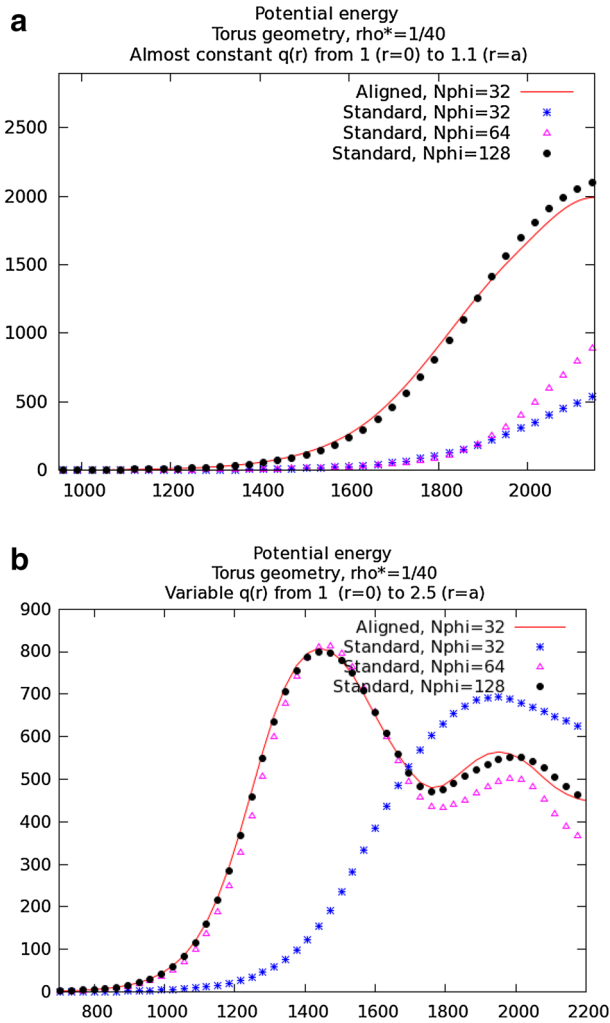 a
Potential energy
Torus geometry, rho*=1/40
Almost constant q(r) from 1 (r=0) to 1.1 (r=a)
Aligned, Nphi=32
Standard, Nphi=32
Standard, Nphi=64
Standard, Nphi=128
2500
2000
1500
1000
500
0
1000 1200 1400 1600 1800 2000
b
Potential energy
Torus geometry, rho*=1/40
Variable q(r) from 1 (r=0) to 2.5 (r=a)
Aligned, Nphi=32
Standard, Nphi=32
Standard, Nphi=64
Standard, Nphi=128
900
800
700
600
500
400
300
200
100
0
800 1000 1200 1400 1600 1800 2000 2200